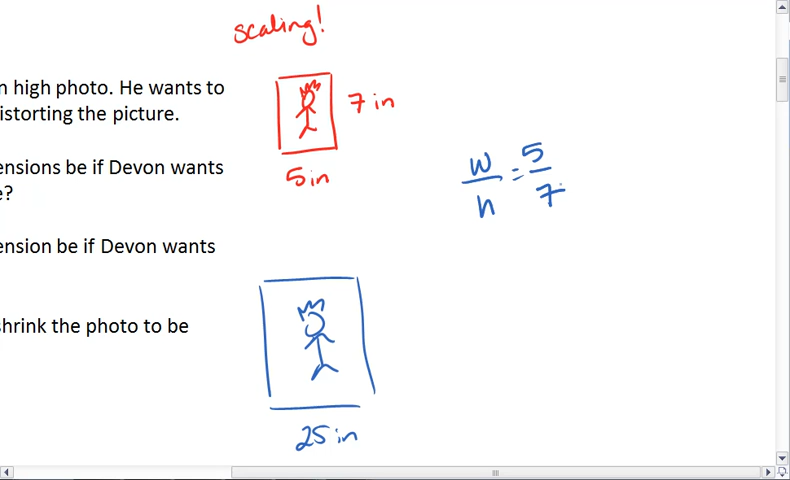 scaling!
n high photo. He wants to
istorting the picture.
ensions be if Devon wants
e?
ension be if Devon wants
shrink the photo to be
7 in
5 in
w/h = 5/7
25 in